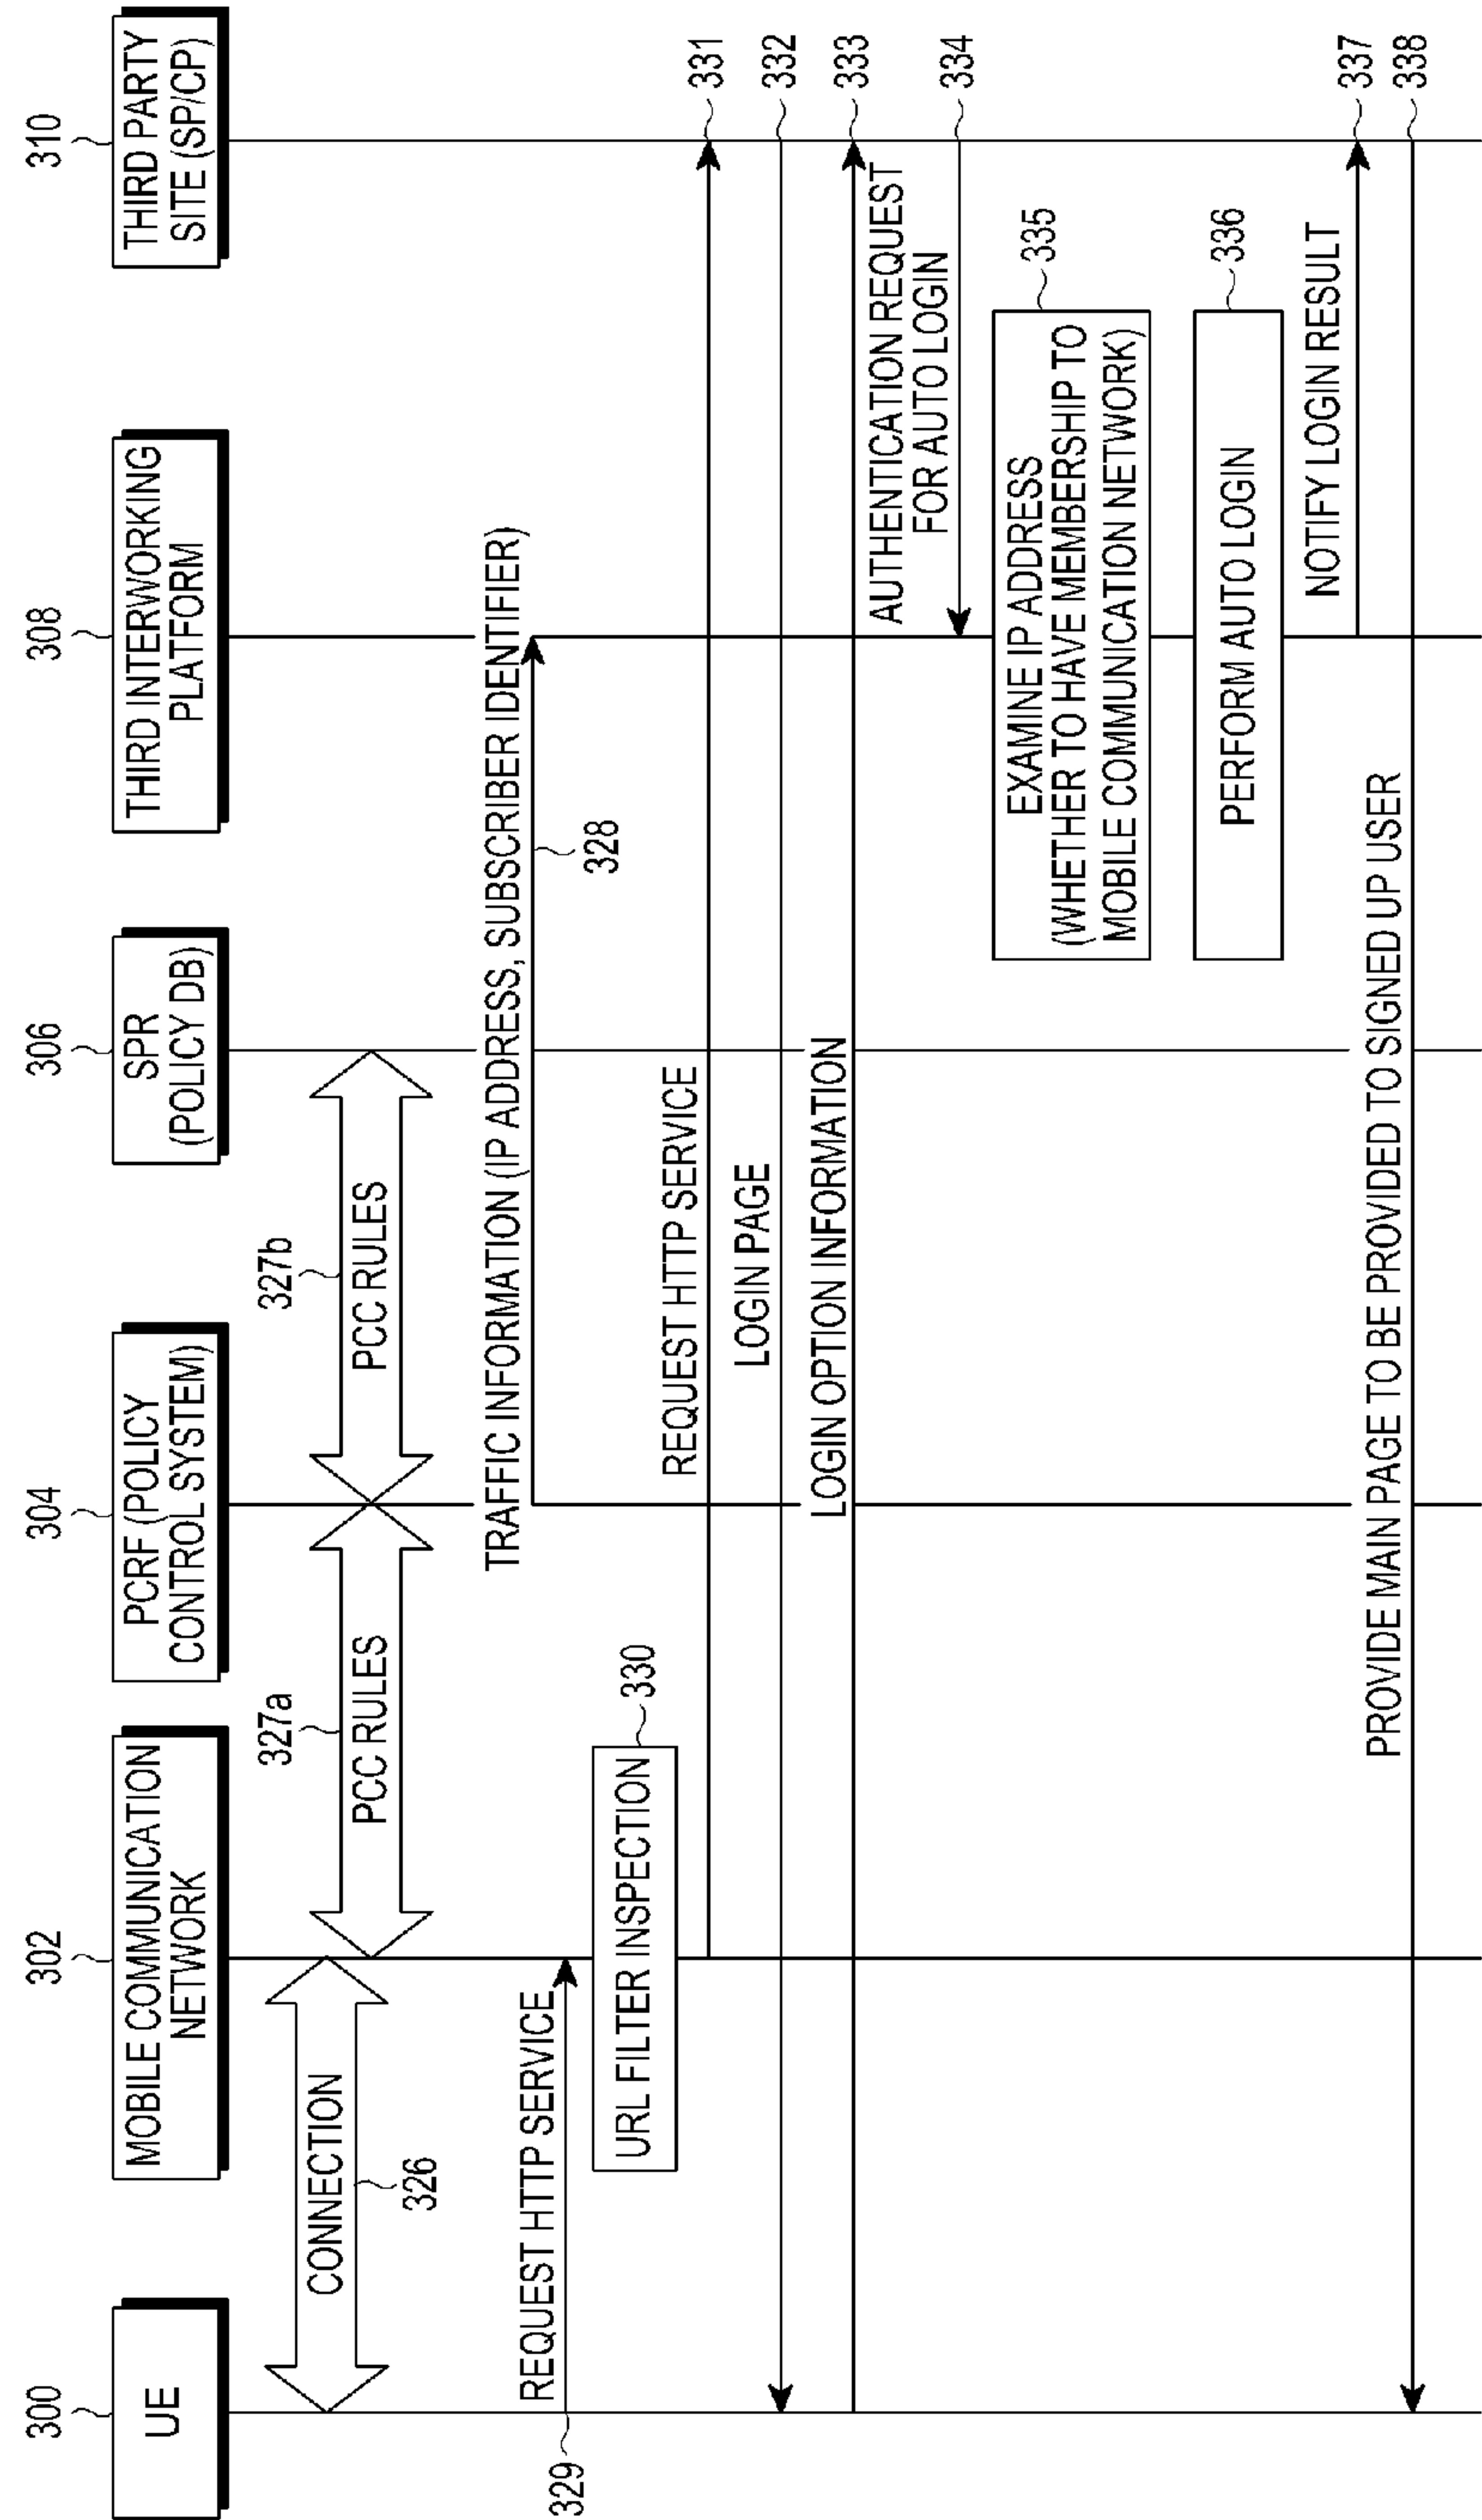 300
302
304
306
308
310
UE
MOBILE COMMUNICATION
NETWORK
PCRF (POLICY
CONTROL SYSTEM)
SPR
(POLICY DB)
THIRD INTERWORKING
PLATFORM
THIRD PARTY
SITE (SP/CP)
CONNECTION
326
327a
PCC RULES
327b
PCC RULES
TRAFFIC INFORMATION (IP ADDRESS, SUBSCRIBER IDENTIFIER)
328
REQUEST HTTP SERVICE
329
URL FILTER INSPECTION
330
REQUEST HTTP SERVICE
331
LOGIN PAGE
332
LOGIN OPTION INFORMATION
333
AUTHENTICATION REQUEST
FOR AUTO LOGIN
334
EXAMINE IP ADDRESS
(WHETHER TO HAVE MEMBERSHIP TO
MOBILE COMMUNICATION NETWORK)
335
PERFORM AUTO LOGIN
336
NOTIFY LOGIN RESULT
337
PROVIDE MAIN PAGE TO BE PROVIDED TO SIGNED UP USER
338